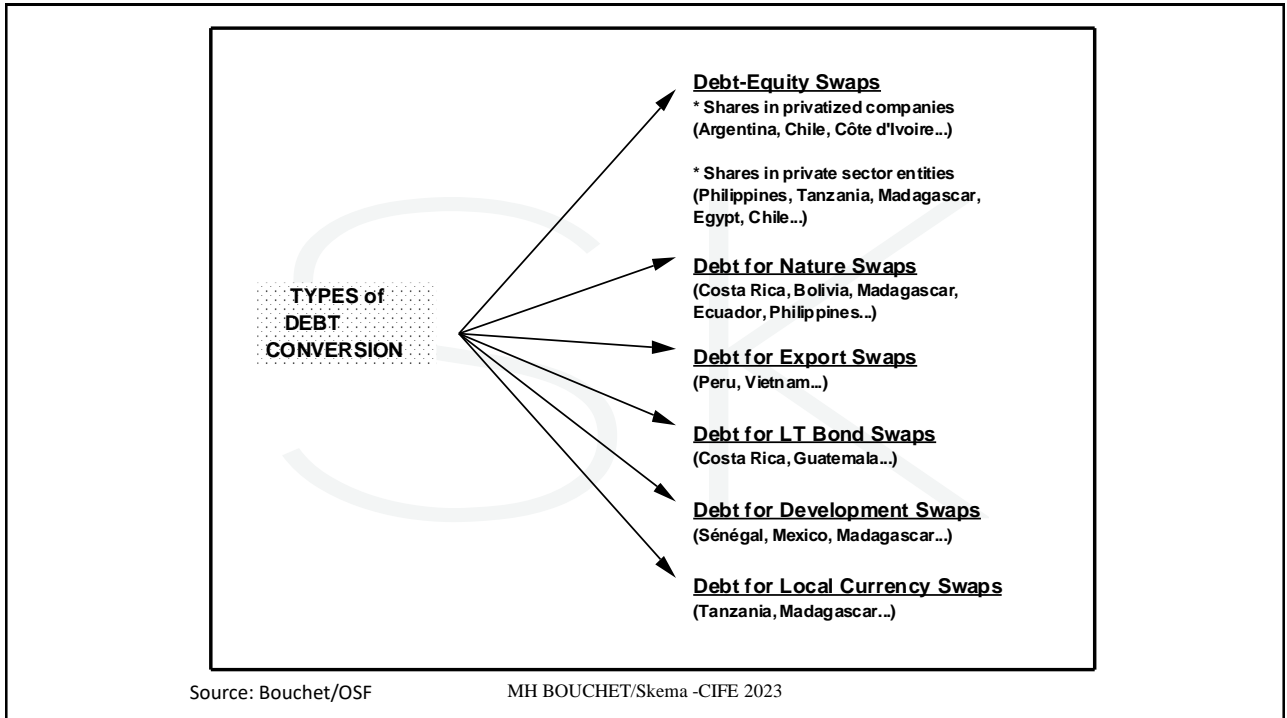 Debt-Equity Swaps
* Shares in privatized companies
(Argentina, Chile, Côte d'Ivoire...)
* Shares in private sector entities
(Philippines, Tanzania, Madagascar,
Egypt, Chile...)
TYPES of
DEBT
CONVERSION
Debt for Nature Swaps
(Costa Rica, Bolivia, Madagascar,
Ecuador, Philippines...)
Debt for Export Swaps
(Peru, Vietnam...)
Debt for LT Bond Swaps
(Costa Rica, Guatemala...)
Debt for Development Swaps
(Sénégal, Mexico, Madagascar...)
Debt for Local Currency Swaps
(Tanzania, Madagascar...)
SK
Source: Bouchet/OSF
MH BOUCHET/Skema -CIFE 2023